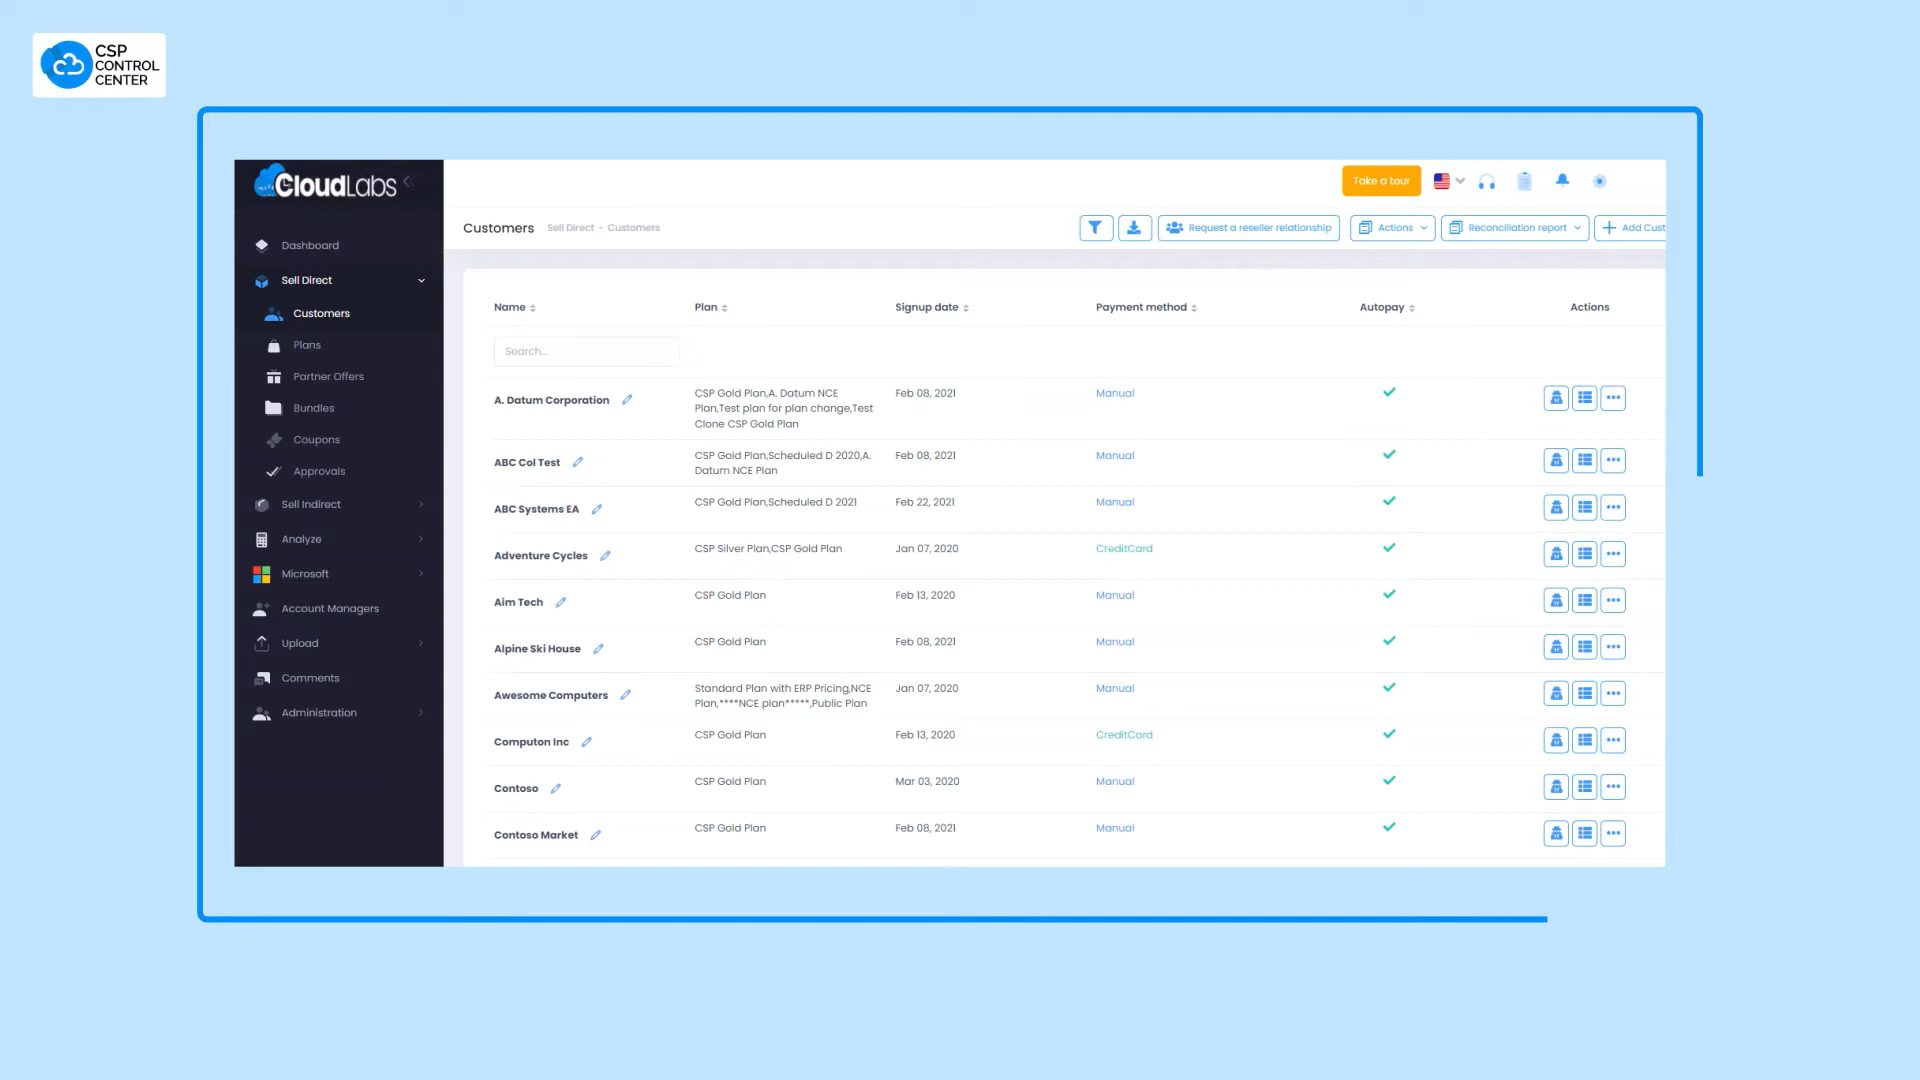 CSP
CONTROL
CENTER
CloudLabs
Take a tour
Customers Sell Direct • Customers
Request a reseller relationship Actions Reconciliation report Add Cust
Dashboard
Sell Direct
Customers
Plans
Partner Offers
Bundles
Coupons
Approvals
Sell Indirect
Analyze
Microsoft
Account Managers
Upload
Comments
Administration
Name Plan Signup date Payment method Autopay Actions
Search...
A. Datum Corporation CSP Gold Plan,A. Datum NCE Feb 08, 2021 Manual
Plan,Test plan for plan change,Test
Clone CSP Gold Plan
ABC Col Test CSP Gold Plan,Scheduled D 2020,A. Feb 08, 2021 Manual
Datum NCE Plan
ABC Systems EA CSP Gold Plan,Scheduled D 2021 Feb 22, 2021 Manual
Adventure Cycles CSP Silver Plan,CSP Gold Plan Jan 07, 2020 CreditCard
Aim Tech CSP Gold Plan Feb 13, 2020 Manual
Alpine Ski House CSP Gold Plan Feb 08, 2021 Manual
Awesome Computers Standard Plan with ERP Pricing,NCE Jan 07, 2020 Manual
Plan,****NCE plan*****,Public Plan
Computon Inc CSP Gold Plan Feb 13, 2020 CreditCard
Contoso CSP Gold Plan Mar 03, 2020 Manual
Contoso Market CSP Gold Plan Feb 08, 2021 Manual